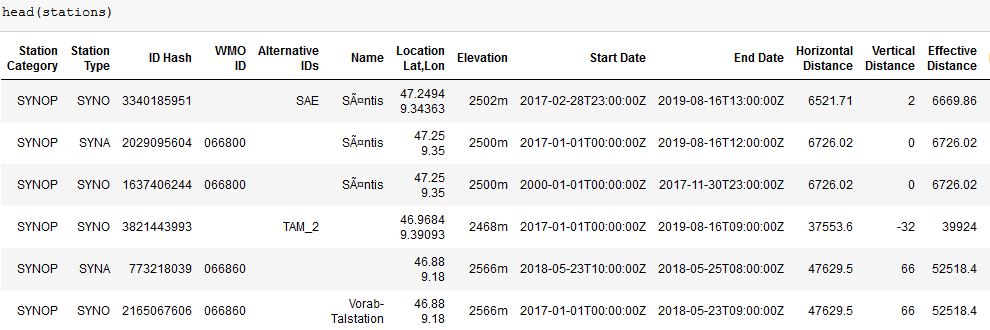 head(stations)
Station Category Station Type ID Hash WMO ID Alternative IDs Name Location Lat,Lon Elevation Start Date End Date Horizontal Distance Vertical Distance Effective Distance
SYNOP SYNO 3340185951 SAE SÃ¤ntis 47.2494 9.34363 2502m 2017-02-28T23:00:00Z 2019-08-16T13:00:00Z 6521.71 2 6669.86
SYNOP SYNA 2029095604 066800 SÃ¤ntis 47.25 9.35 2500m 2017-01-01T00:00:00Z 2019-08-16T12:00:00Z 6726.02 0 6726.02
SYNOP SYNO 1637406244 066800 SÃ¤ntis 47.25 9.35 2500m 2000-01-01T00:00:00Z 2017-11-30T23:00:00Z 6726.02 0 6726.02
SYNOP SYNO 3821443993 TAM_2 46.9684 9.39093 2468m 2017-01-01T00:00:00Z 2019-08-16T09:00:00Z 37553.6 -32 39924
SYNOP SYNA 773218039 066860 46.88 9.18 2566m 2018-05-23T10:00:00Z 2018-05-25T08:00:00Z 47629.5 66 52518.4
SYNOP SYNO 2165067606 066860 Vorab-Talstation 46.88 9.18 2566m 2017-01-01T00:00:00Z 2018-05-23T09:00:00Z 47629.5 66 52518.4